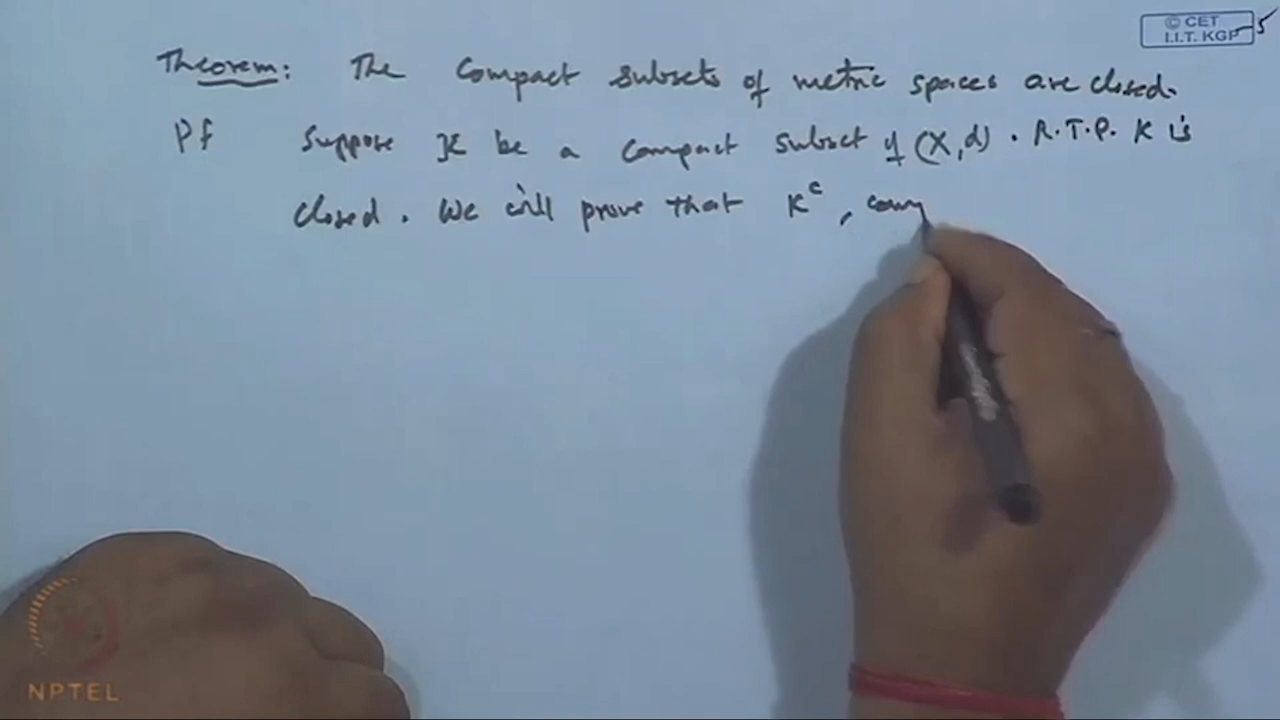 © CET
I.I.T. KGP
5
Theorem: The Compact Subsets of metric spaces are closed.
Pf Suppose K be a Compact Subset of (X,d). R.T.P. K is
closed. We will prove that K^c, comp
NPTEL